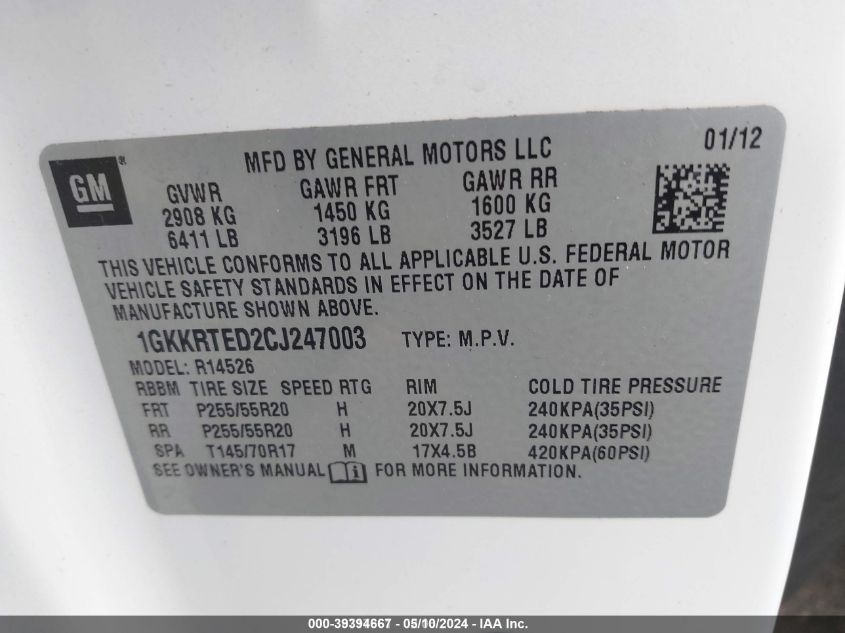 GM
MFD BY GENERAL MOTORS LLC
01/12
GVWR GAWR FRT GAWR RR
2908 KG 1450 KG 1600 KG
6411 LB 3196 LB 3527 LB
THIS VEHICLE CONFORMS TO ALL APPLICABLE U.S. FEDERAL MOTOR
VEHICLE SAFETY STANDARDS IN EFFECT ON THE DATE OF
MANUFACTURE SHOWN ABOVE.
1GKKRTED2CJ247003 TYPE: M.P.V.
MODEL: R14526
RBBM TIRE SIZE SPEED RTG RIM COLD TIRE PRESSURE
FRT P255/55R20 H 20X7.5J 240KPA(35PSI)
RR P255/55R20 H 20X7.5J 240KPA(35PSI)
SPA T145/70R17 M 17X4.5B 420KPA(60PSI)
SEE OWNER'S MANUAL FOR MORE INFORMATION.
000-39394667 - 05/10/2024 - IAA Inc.